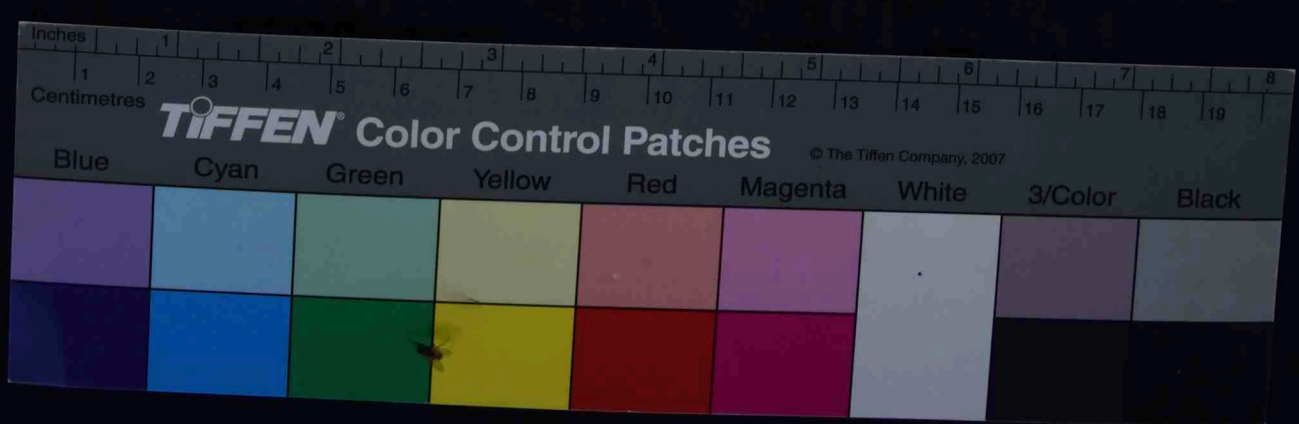 Inches 1 2 3 4 5 6 7 8
1 2 3 4 5 6 7 8 9 10 11 12 13 14 15 16 17 18 19
Centimetres
TIFFEN® Color Control Patches © The Tiffen Company, 2007
Blue Cyan Green Yellow Red Magenta White 3/Color Black